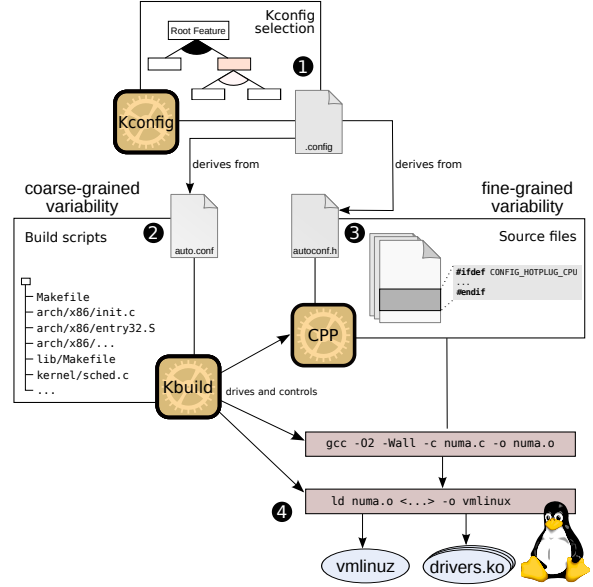 Kconfig
selection
Root Feature
1
Kconfig
.config
derives from
derives from
coarse-grained
variability
fine-grained
variability
2
auto.conf
autoconf.h
3
Build scripts
Source files
Makefile
arch/x86/init.c
arch/x86/entry32.S
arch/x86/...
lib/Makefile
kernel/sched.c
...
#ifdef CONFIG_HOTPLUG_CPU
...
#endif
CPP
Kbuild
drives and controls
gcc -O2 -Wall -c numa.c -o numa.o
ld numa.o <...> -o vmlinux
4
vmlinuz
drivers.ko